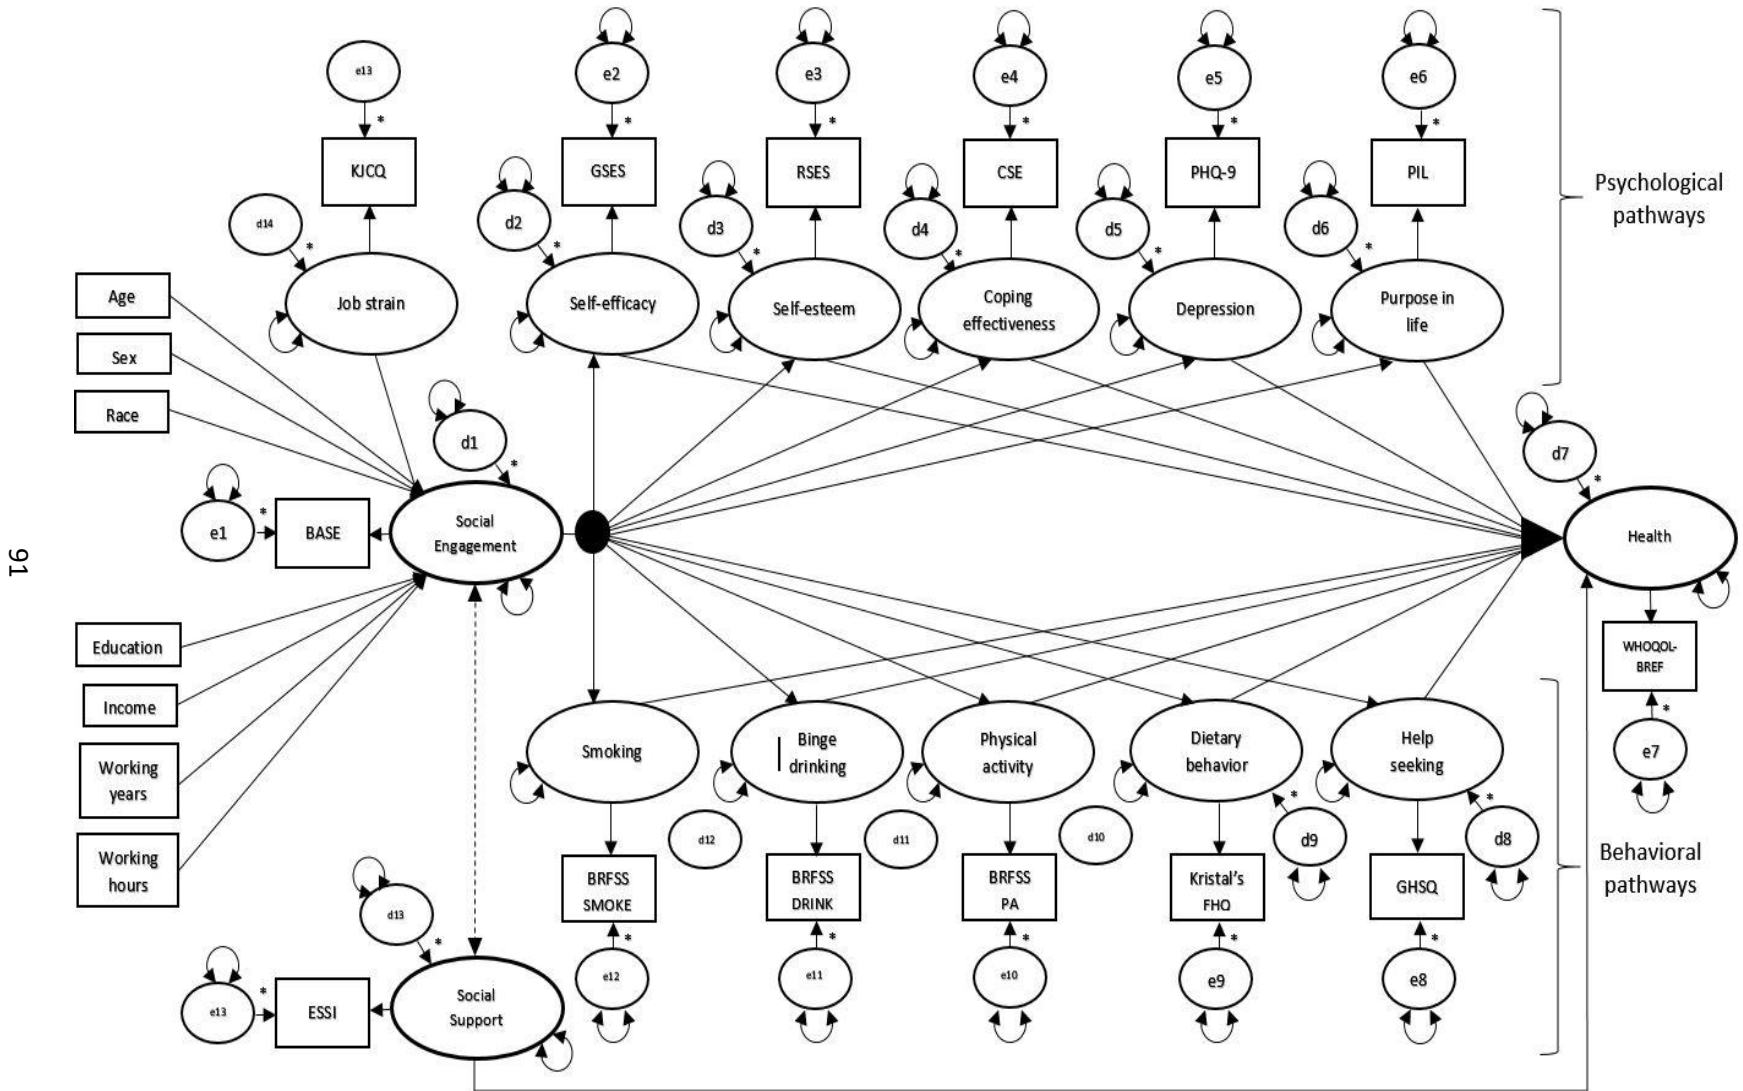 e13
e2
e3
e4
e5
e6
*
*
*
*
*
*
KJCQ
GSES
RSES
CSE
PHQ-9
PIL
Psychological
pathways
d14
d2
d3
d4
d5
d6
*
*
*
*
*
*
Age
Sex
Race
Job strain
Self-efficacy
Self-esteem
Coping
effectiveness
Depression
Purpose in
life
d1
*
d7
*
e1
*
BASE
Social
Engagement
Health
91
Education
Income
Working
years
Working
hours
WHOQOL-
BREF
*
e7
Smoking
Binge
drinking
Physical
activity
Dietary
behavior
Help
seeking
d12
d11
d10
*
d9
*
d8
Behavioral
pathways
BRFSS
SMOKE
BRFSS
DRINK
BRFSS
PA
Kristal's
FHQ
GHSQ
d13
*
*
*
*
*
*
e12
e11
e10
e9
e8
e13
*
ESSI
Social
Support